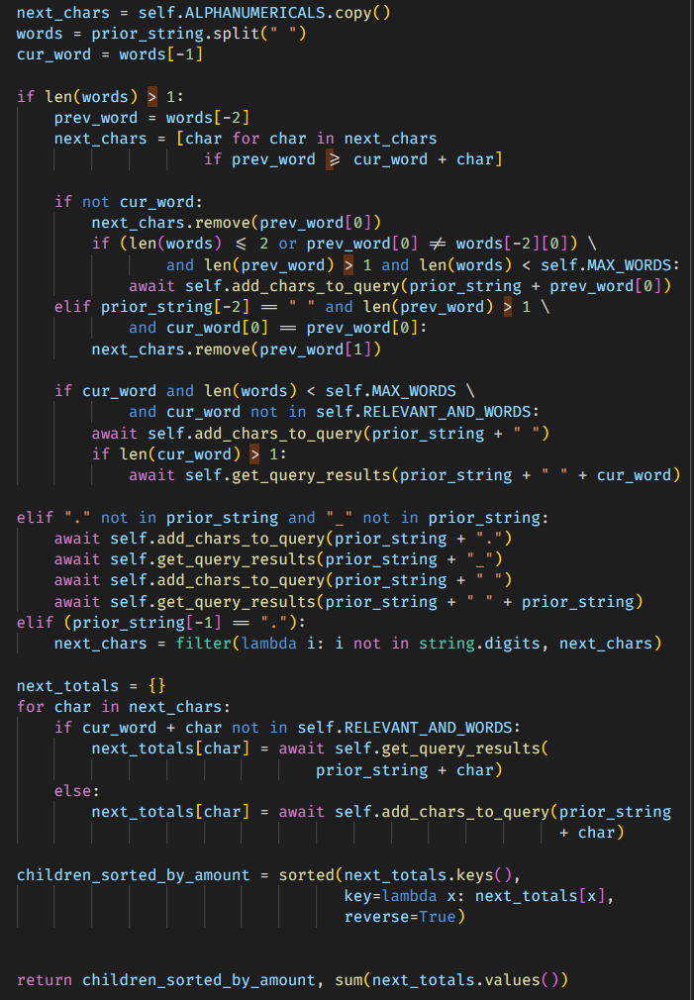 next_chars = self.ALPHANUMERICALS.copy()
words = prior_string.split(" ")
cur_word = words[-1]

if len(words) > 1:
    prev_word = words[-2]
    next_chars = [char for char in next_chars
                    if prev_word >= cur_word + char]

    if not cur_word:
        next_chars.remove(prev_word[0])
        if (len(words) <= 2 or prev_word[0] != words[-2][0]) \
                and len(prev_word) > 1 and len(words) < self.MAX_WORDS:
            await self.add_chars_to_query(prior_string + prev_word[0])
    elif prior_string[-2] == " " and len(prev_word) > 1 \
            and cur_word[0] == prev_word[0]:
        next_chars.remove(prev_word[1])

    if cur_word and len(words) < self.MAX_WORDS \
            and cur_word not in self.RELEVANT_AND_WORDS:
        await self.add_chars_to_query(prior_string + " ")
        if len(cur_word) > 1:
            await self.get_query_results(prior_string + " " + cur_word)

elif "." not in prior_string and "_" not in prior_string:
    await self.add_chars_to_query(prior_string + ".")
    await self.get_query_results(prior_string + "_")
    await self.add_chars_to_query(prior_string + " ")
    await self.get_query_results(prior_string + " " + prior_string)
elif (prior_string[-1] == "."):
    next_chars = filter(lambda i: i not in string.digits, next_chars)

next_totals = {}
for char in next_chars:
    if cur_word + char not in self.RELEVANT_AND_WORDS:
        next_totals[char] = await self.get_query_results(
                                prior_string + char)
    else:
        next_totals[char] = await self.add_chars_to_query(prior_string
                                                          + char)

children_sorted_by_amount = sorted(next_totals.keys(),
                                   key=lambda x: next_totals[x],
                                   reverse=True)


return children_sorted_by_amount, sum(next_totals.values())